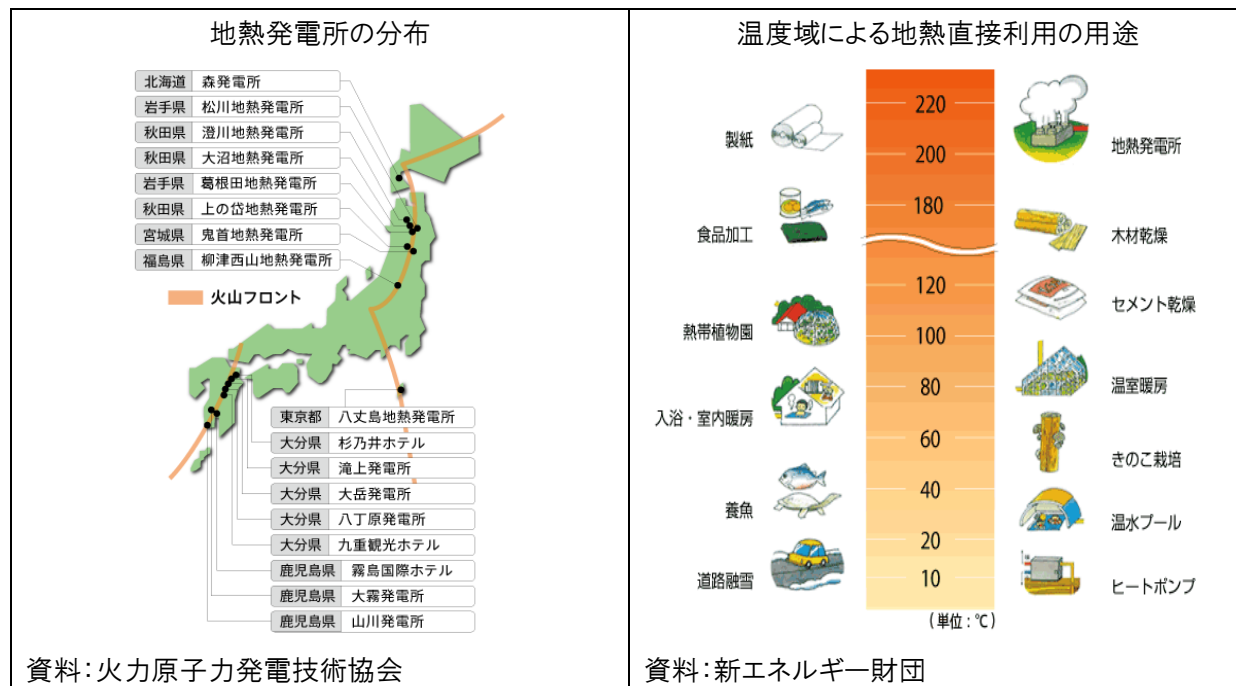 地熱発電所の分布
北海道 森発電所
岩手県 松川地熱発電所
秋田県 澄川地熱発電所
秋田県 大沼地熱発電所
岩手県 葛根田地熱発電所
秋田県 上の岱地熱発電所
宮城県 鬼首地熱発電所
福島県 柳津西山地熱発電所
火山フロント
東京都 八丈島地熱発電所
大分県 杉乃井ホテル
大分県 滝上発電所
大分県 大岳発電所
大分県 八丁原発電所
大分県 九重観光ホテル
鹿児島県 霧島国際ホテル
鹿児島県 大霧発電所
鹿児島県 山川発電所
資料：火力原子力発電技術協会
温度域による地熱直接利用の用途
製紙
食品加工
熱帯植物園
入浴・室内暖房
養魚
道路融雪
220
200
180
120
100
80
60
40
20
10
（単位：℃）
地熱発電所
木材乾燥
セメント乾燥
温室暖房
きのこ栽培
温水プール
ヒートポンプ
資料：新エネルギー財団